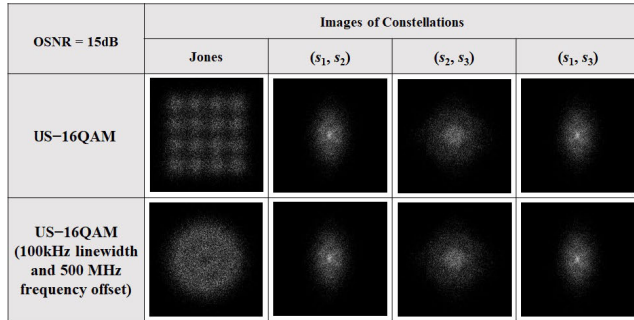 OSNR = 15dB
Images of Constellations
Jones
(s₁, s₂)
(s₂, s₃)
(s₁, s₃)
US−16QAM
US−16QAM
(100kHz linewidth
and 500 MHz
frequency offset)